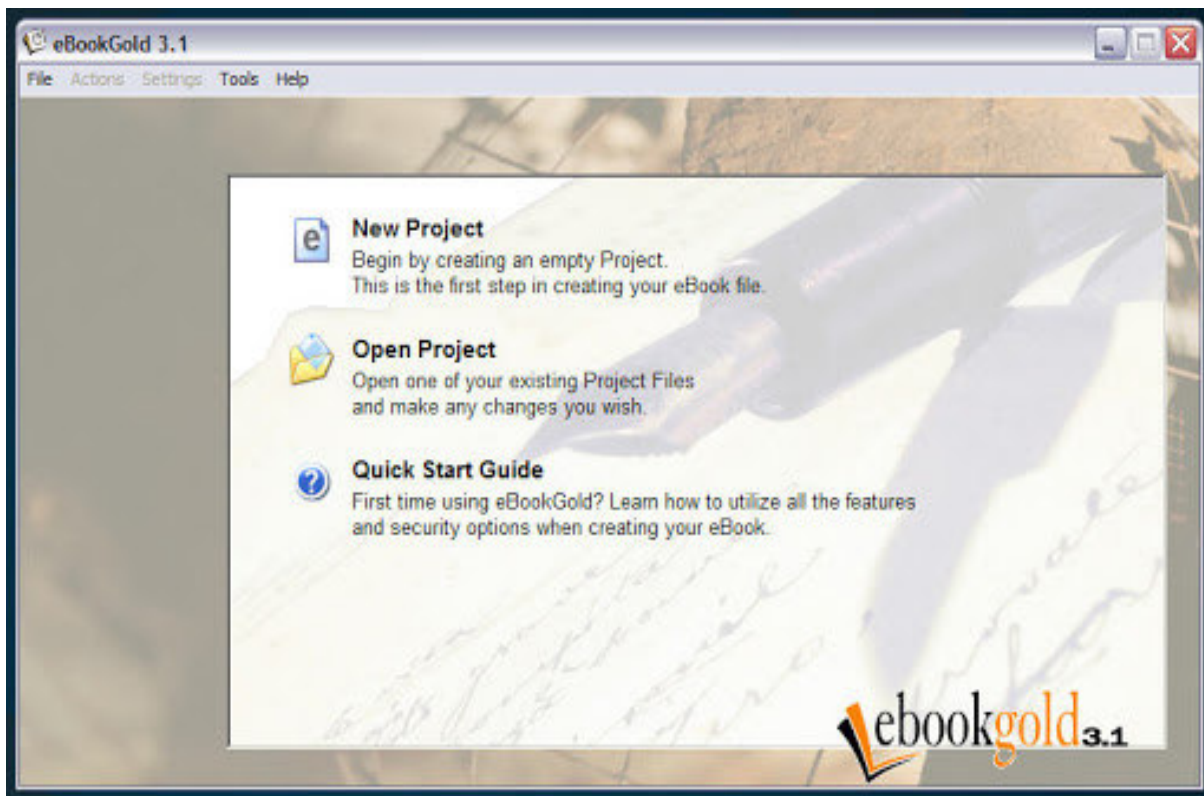 eBookGold 3.1
File Actions Settings Tools Help
e
New Project
Begin by creating an empty Project.
This is the first step in creating your eBook file.
Open Project
Open one of your existing Project Files
and make any changes you wish.
?
Quick Start Guide
First time using eBookGold? Learn how to utilize all the features
and security options when creating your eBook.
ebookgold 3.1